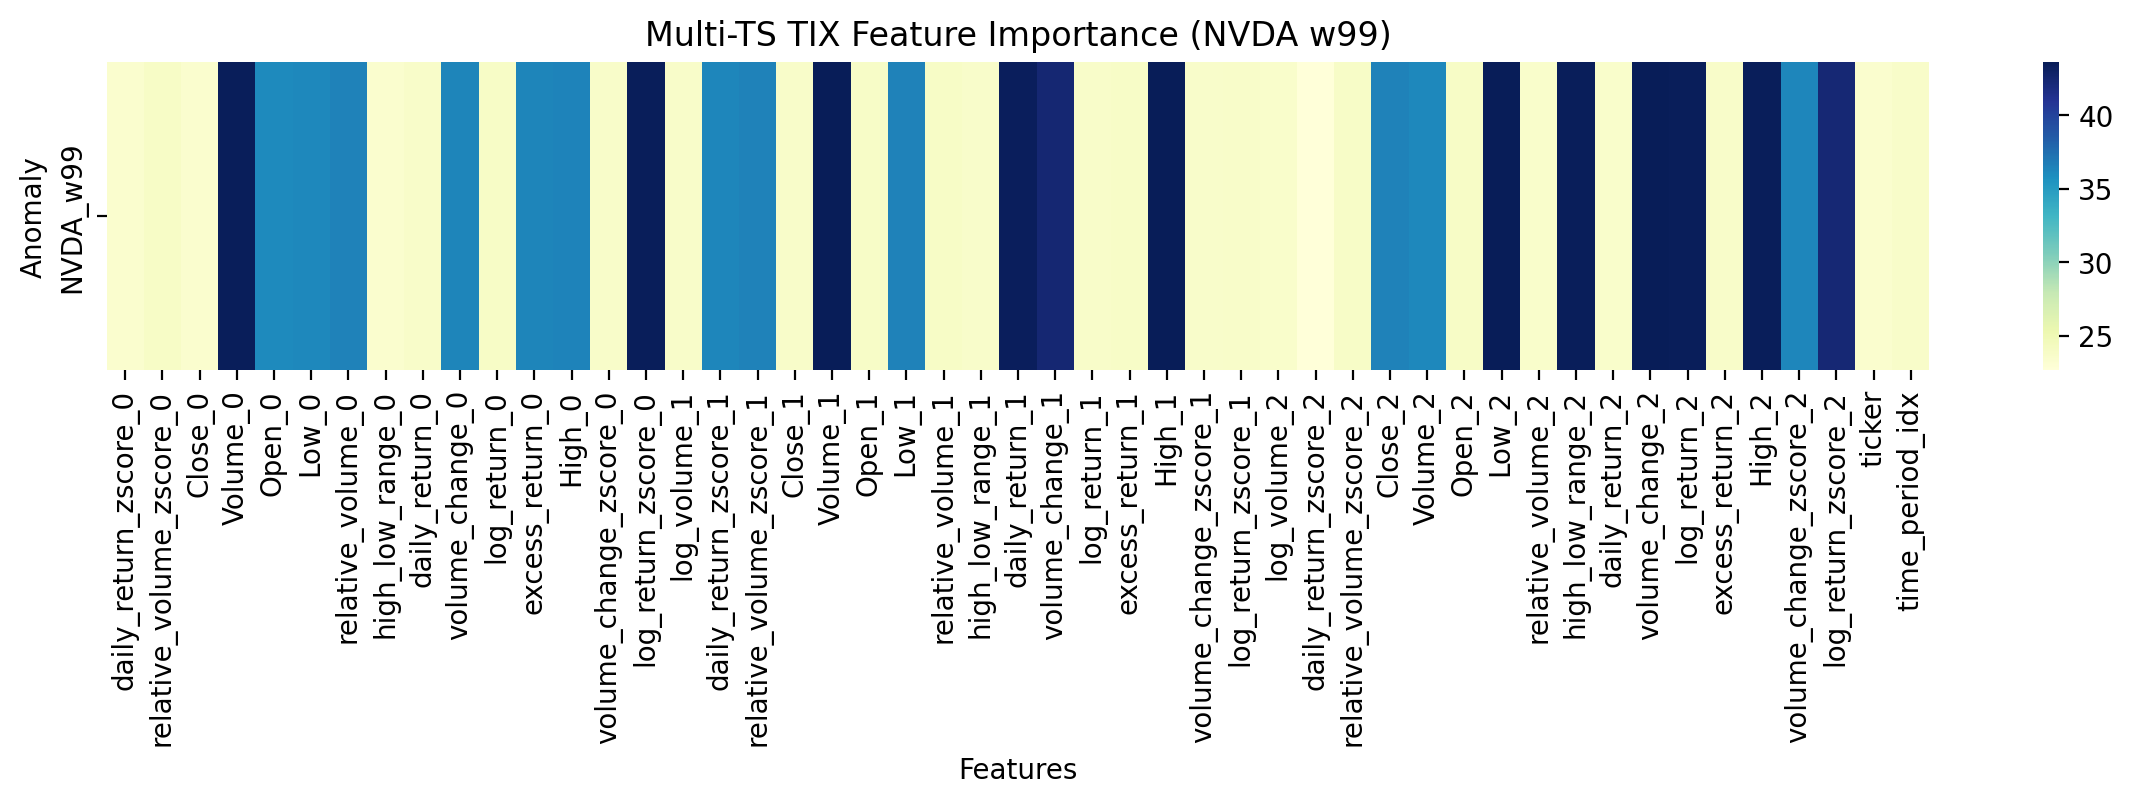 Multi-TS TIX Feature Importance (NVDA w99)
Anomaly
NVDA_w99
40
35
30
25
daily_return_zscore_0
relative_volume_zscore_0
Close_0
Volume_0
Open_0
Low_0
relative_volume_0
high_low_range_0
daily_return_0
volume_change_0
log_return_0
excess_return_0
High_0
volume_change_zscore_0
log_return_zscore_0
log_volume_1
daily_return_zscore_1
relative_volume_zscore_1
Close_1
Volume_1
Open_1
Low_1
relative_volume_1
high_low_range_1
daily_return_1
volume_change_1
log_return_1
excess_return_1
High_1
volume_change_zscore_1
log_return_zscore_1
log_volume_2
daily_return_zscore_2
relative_volume_zscore_2
Close_2
Volume_2
Open_2
Low_2
relative_volume_2
high_low_range_2
daily_return_2
volume_change_2
log_return_2
excess_return_2
High_2
volume_change_zscore_2
log_return_zscore_2
ticker
time_period_idx
Features